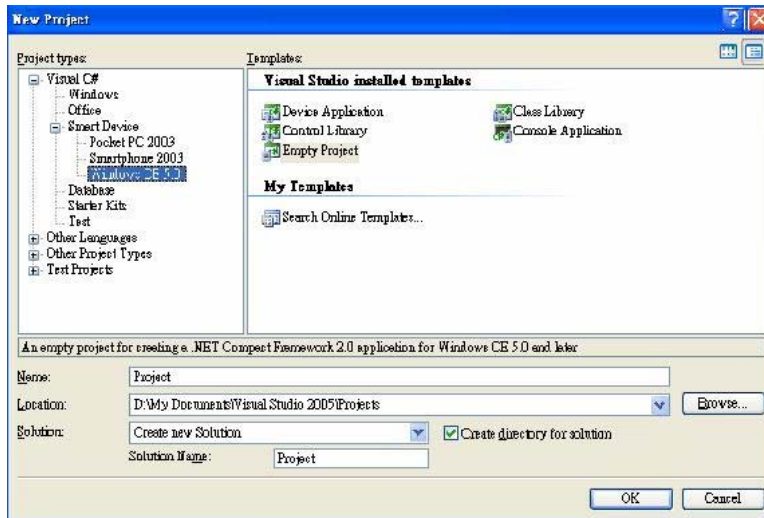 New Project
Project types:
Templates:
Visual C#
Windows
Office
Smart Device
Pocket PC 2003
Smartphone 2003
Windows CE 5.0
Database
Starter Kits
Test
Other Languages
Other Project Types
Test Projects
Visual Studio installed templates
Device Application
Class Library
Control Library
Console Application
Empty Project
My Templates
Search Online Templates...
An empty project for creating a .NET Compact Framework 2.0 application for Windows CE 5.0 and later
Name: Project
Location: D:\My Documents\Visual Studio 2005\Projects Browse...
Solution: Create new Solution Create directory for solution
Solution Name: Project
OK Cancel